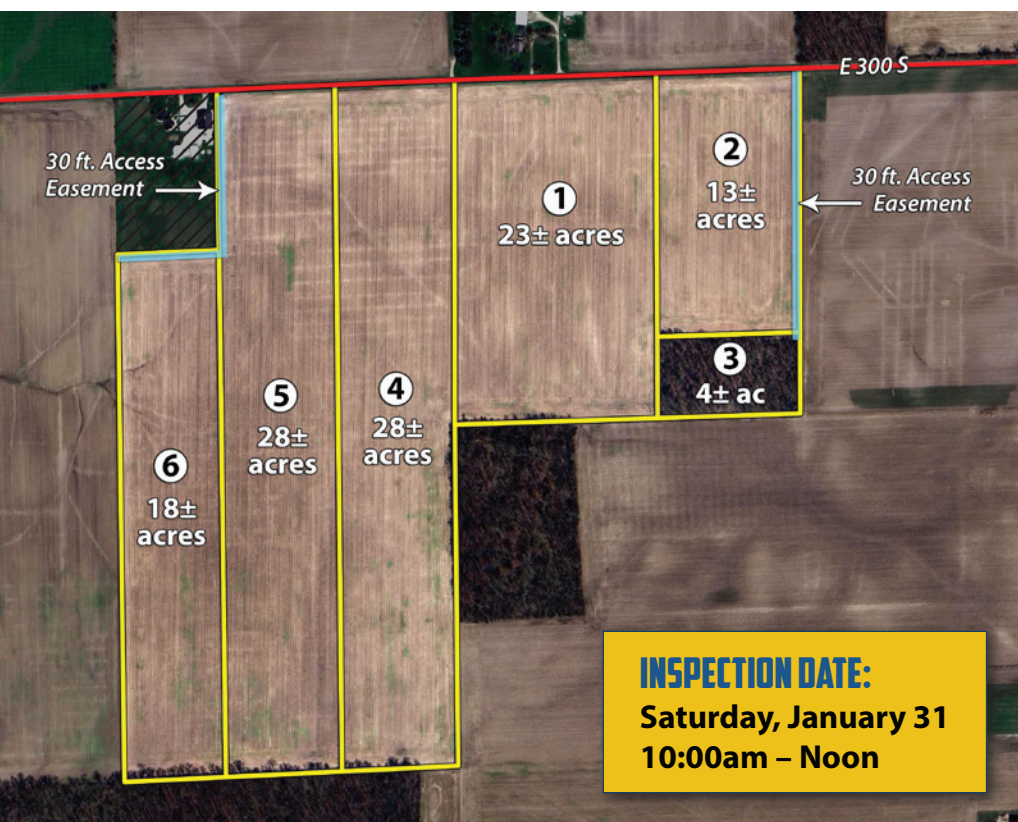 E 300 S
30 ft. Access
Easement
30 ft. Access
Easement
1
23± acres
2
13±
acres
3
4± ac
4
28±
acres
5
28±
acres
6
18±
acres
INSPECTION DATE:
Saturday, January 31
10:00am – Noon